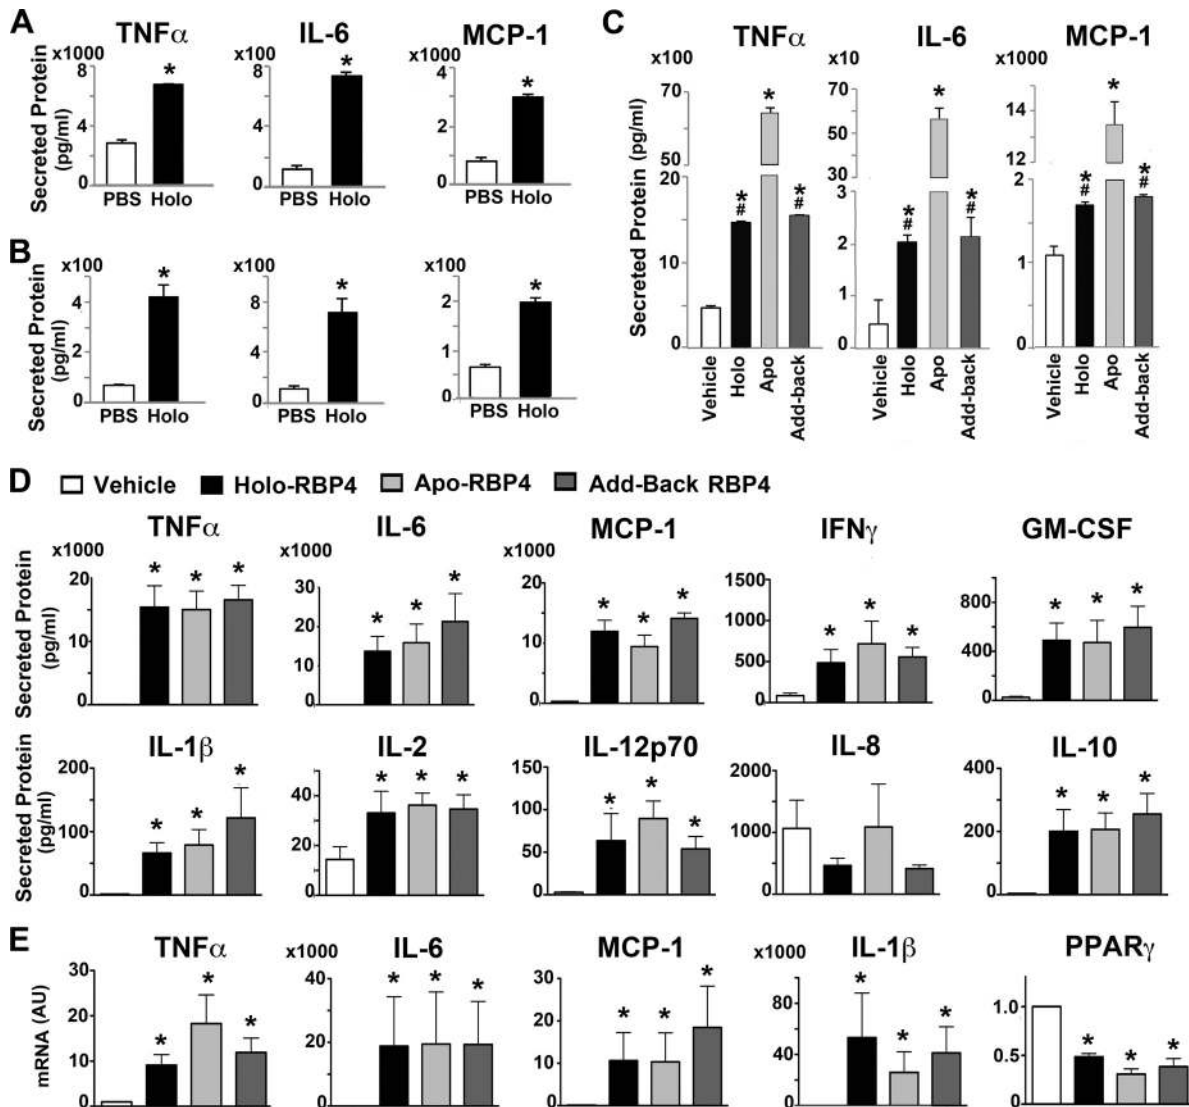 A
TNFα
IL-6
MCP-1
x1000
x100
x1000
Secreted Protein
(pg/ml)
8
4
0
*
PBS
Holo
8
4
0
*
PBS
Holo
4
2
0
*
PBS
Holo
B
x100
x100
x100
Secreted Protein
(pg/ml)
4
2
0
*
PBS
Holo
8
4
0
*
PBS
Holo
2
1
0
*
PBS
Holo
C
TNFα
IL-6
MCP-1
x100
x10
x1000
Secreted Protein (pg/ml)
70
50
20
10
0
*
#
*
*
#
Vehicle
Holo
Apo
Add-back
70
50
30
3
2
1
0
*
#
*
*
#
Vehicle
Holo
Apo
Add-back
14
12
2
1
0
*
#
*
*
#
Vehicle
Holo
Apo
Add-back
D
Vehicle
Holo-RBP4
Apo-RBP4
Add-Back RBP4
TNFα
IL-6
MCP-1
IFNγ
GM-CSF
x1000
x1000
x1000
Secreted Protein
(pg/ml)
20
10
0
* * *
30
20
10
0
* * *
20
10
0
* * *
1500
1000
500
0
* * *
800
400
0
* * *
IL-1β
IL-2
IL-12p70
IL-8
IL-10
Secreted Protein
(pg/ml)
200
100
0
* * *
40
20
0
* * *
150
100
50
0
* * *
2000
1000
0
400
200
0
* * *
E
TNFα
IL-6
MCP-1
IL-1β
PPARγ
x1000
x1000
mRNA (AU)
30
20
10
0
* * *
40
20
0
* * *
30
20
10
0
* * *
80
40
0
* * *
1.0
0.5
0
* * *